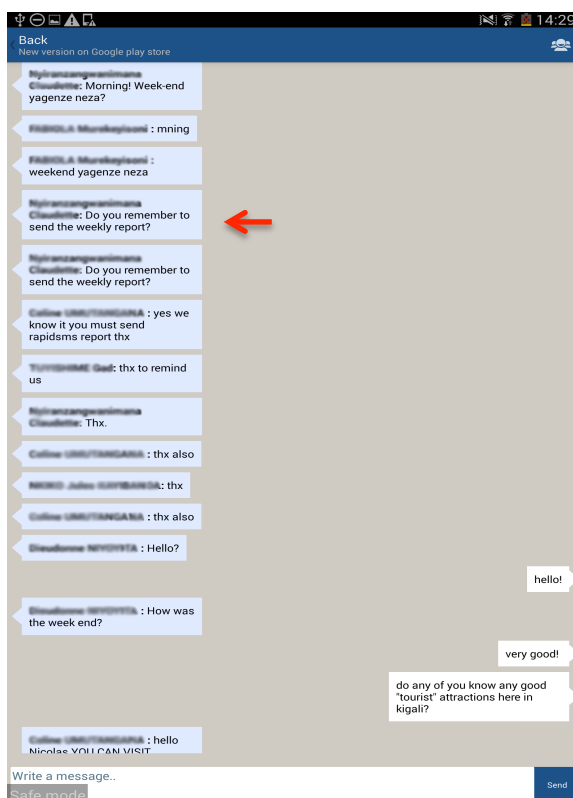 14:29
Back
New version on Google play store
: Morning! Week-end
yagenze neza?
: mning
:
weekend yagenze neza
: Do you remember to
send the weekly report?
: Do you remember to
send the weekly report?
: yes we
know it you must send
rapidsms report thx
: thx to remind
us
: Thx.
: thx also
: thx
: thx also
: Hello?
hello!
: How was
the week end?
very good!
do any of you know any good
"tourist" attractions here in
kigali?
: hello
Nicolas YOU CAN VISIT
Write a message..
Send
Safe mode